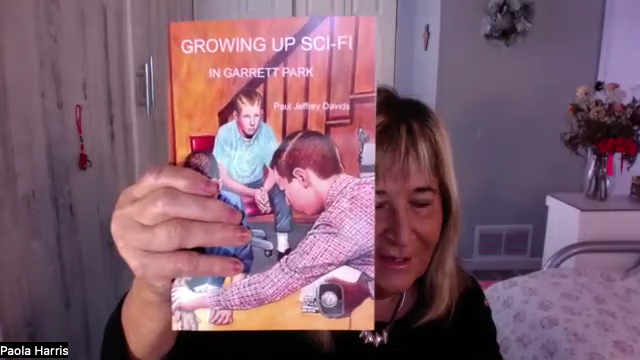 GROWING UP SCI-FI
IN GARRETT PARK
Paul Jeffrey Davids
Paola Harris